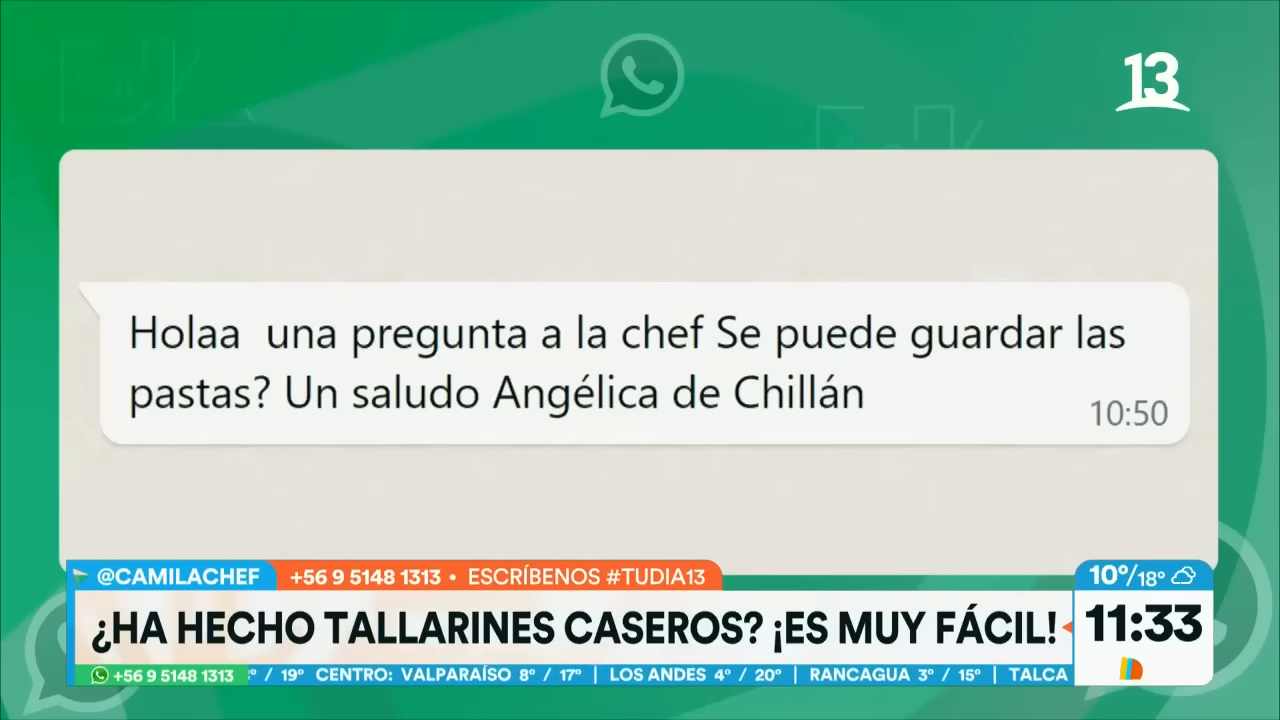 13
Holaa  una pregunta a la chef Se puede guardar las
pastas? Un saludo Angélica de Chillán
10:50
@CAMILACHEF
+56 9 5148 1313 • ESCRÍBENOS #TUDIA13
10°/18°
¿HA HECHO TALLARINES CASEROS? ¡ES MUY FÁCIL!
11:33
+56 9 5148 1313
° / 19° CENTRO: VALPARAÍSO 8° / 17° | LOS ANDES 4° / 20° | RANCAGUA 3° / 15° | TALCA